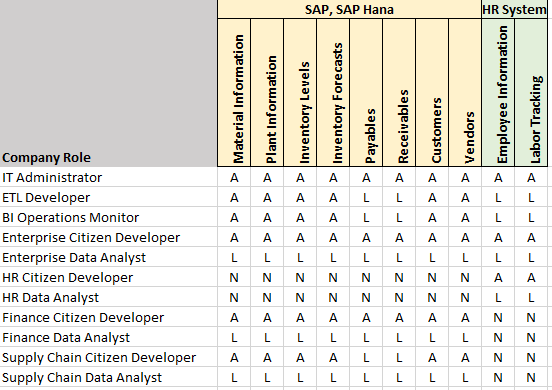 SAP, SAP Hana HR System
Company Role Material Information Plant Information Inventory Levels Inventory Forecasts Payables Receivables Customers Vendors Employee Information Labor Tracking
IT Administrator A A A A A A A A A A
ETL Developer A A A A L L A A L L
BI Operations Monitor A A A A L L A A L L
Enterprise Citizen Developer A A A A A A A A A A
Enterprise Data Analyst L L L L L L L L L L
HR Citizen Developer N N N N N N N N A A
HR Data Analyst N N N N N N N N L L
Finance Citizen Developer A A A A A A A A N N
Finance Data Analyst L L L L L L L L N N
Supply Chain Citizen Developer A A A A L L A A N N
Supply Chain Data Analyst L L L L L L L L N N